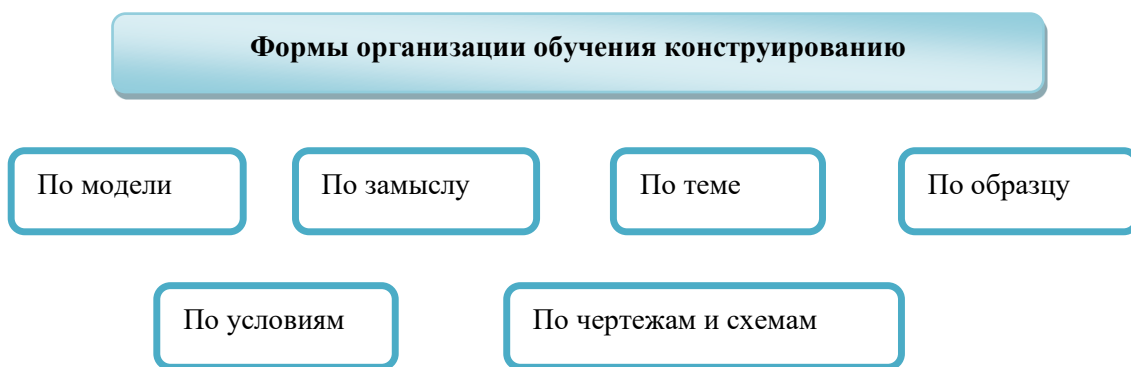 Формы организации обучения конструированию
По модели
По замыслу
По теме
По образцу
По условиям
По чертежам и схемам